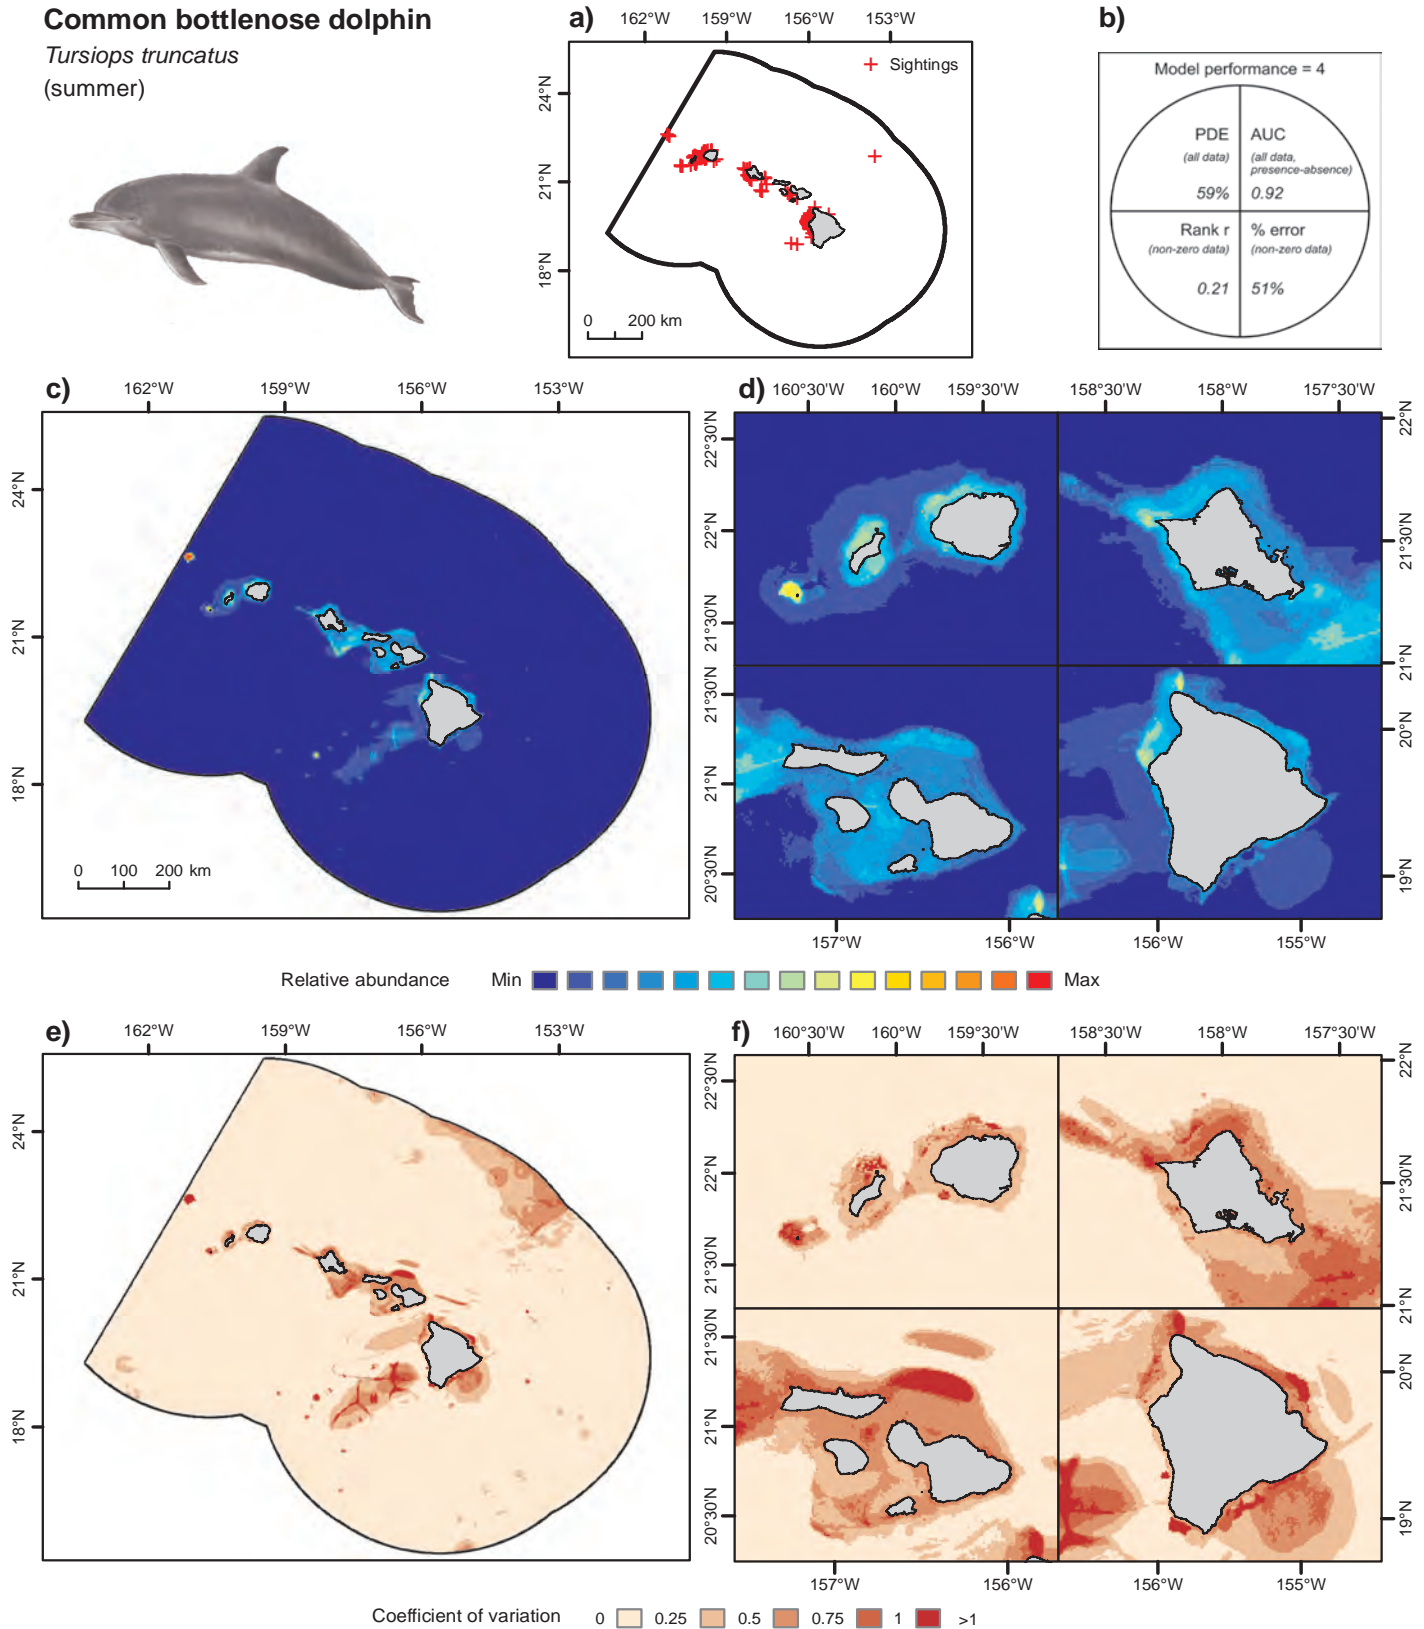 Common bottlenose dolphin
Tursiops truncatus
(summer)
a)
162°W 159°W 156°W 153°W
24°N
21°N
18°N
Sightings
0 200 km
b)
Model performance = 4
PDE
(all data)
59%
AUC
(all data,
presence-absence)
0.92
Rank r
(non-zero data)
0.21
% error
(non-zero data)
51%
c)
162°W 159°W 156°W 153°W
24°N
21°N
18°N
0 100 200 km
d)
160°30'W 160°W 159°30'W 158°30'W 158°W 157°30'W
22°30'N
22°N
21°30'N
21°30'N
21°N
20°30'N
22°N
21°30'N
21°N
20°N
19°N
157°W 156°W 156°W 155°W
Relative abundance Min Max
e)
162°W 159°W 156°W 153°W
24°N
21°N
18°N
f)
160°30'W 160°W 159°30'W 158°30'W 158°W 157°30'W
22°30'N
22°N
21°30'N
21°30'N
21°N
20°30'N
22°N
21°30'N
21°N
20°N
19°N
157°W 156°W 156°W 155°W
Coefficient of variation 0 0.25 0.5 0.75 1 >1